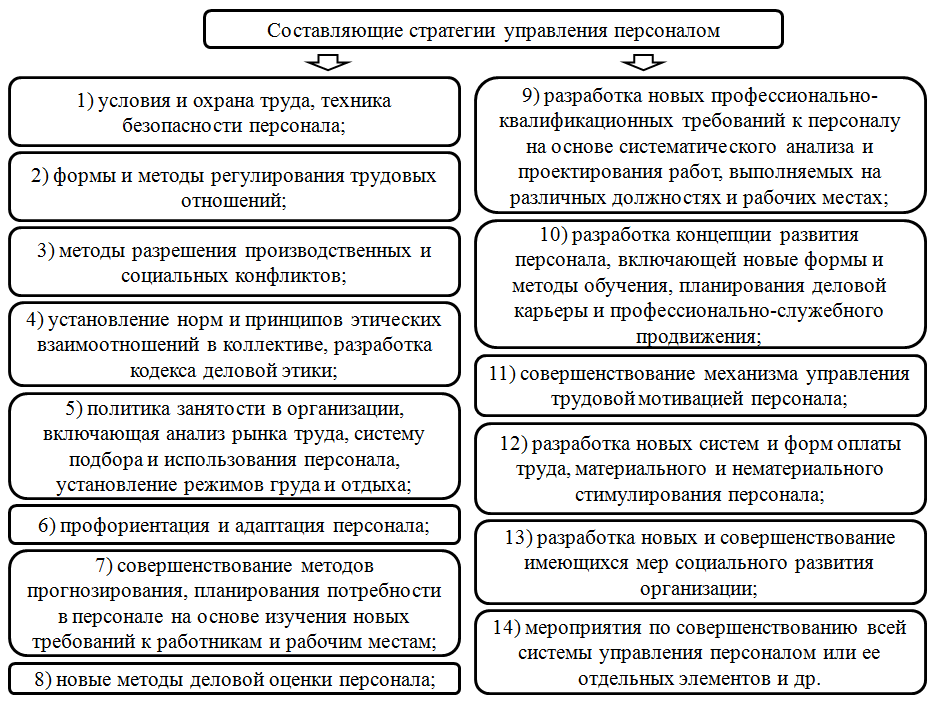 Составляющие стратегии управления персоналом
1) условия и охрана труда, техника
безопасности персонала;
2) формы и методы регулирования трудовых
отношений;
3) методы разрешения производственных и
социальных конфликтов;
4) установление норм и принципов этических
взаимоотношений в коллективе, разработка
кодекса деловой этики;
5) политика занятости в организации,
включающая анализ рынка труда, систему
подбора и использования персонала,
установление режимов груда и отдыха;
6) профориентация и адаптация персонала;
7) совершенствование методов
прогнозирования, планирования потребности
в персонале на основе изучения новых
требований к работникам и рабочим местам;
8) новые методы деловой оценки персонала;
9) разработка новых профессионально-
квалификационных требований к персоналу
на основе систематического анализа и
проектирования работ, выполняемых на
различных должностях и рабочих местах;
10) разработка концепции развития
персонала, включающей новые формы и
методы обучения, планирования деловой
карьеры и профессионально-служебного
продвижения;
11) совершенствование механизма управления
трудовой мотивацией персонала;
12) разработка новых систем и форм оплаты
труда, материального и нематериального
стимулирования персонала;
13) разработка новых и совершенствование
имеющихся мер социального развития
организации;
14) мероприятия по совершенствованию всей
системы управления персоналом или ее
отдельных элементов и др.